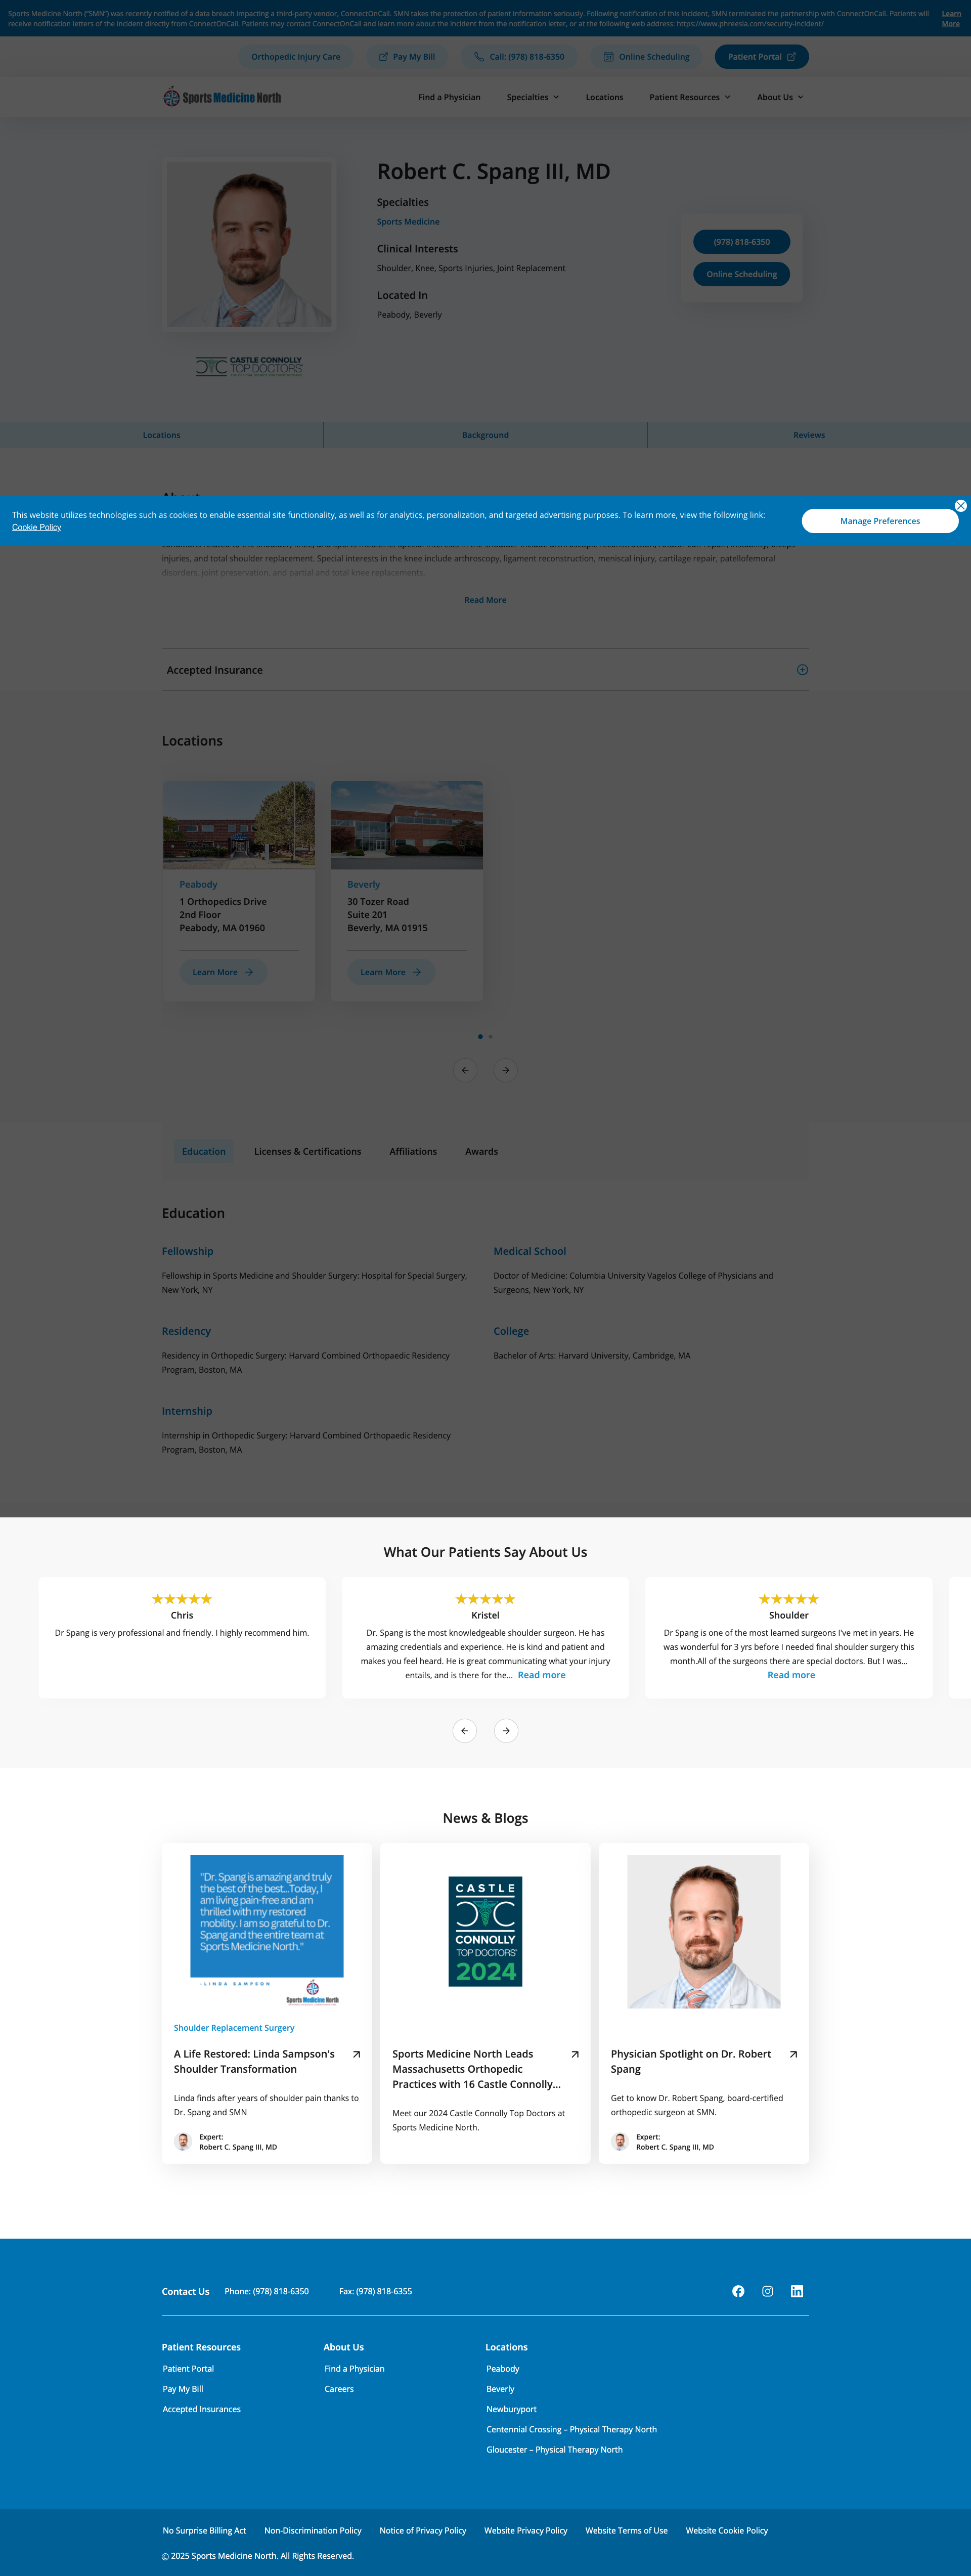 Sports Medicine North ("SMN") was recently notified of a data breach impacting a third-party vendor, ConnectOnCall. SMN takes the protection of patient information seriously. Following notification of this incident, SMN terminated the partnership with ConnectOnCall. Patients will
receive notification letters of the incident directly from ConnectOnCall. Patients may contact ConnectOnCall and learn more about the incident from the notification letter, or at the following web address: https://www.phreesia.com/security-incident/
Learn
More
Orthopedic Injury Care
Pay My Bill
Call: (978) 818-6350
Online Scheduling
Patient Portal
Sports Medicine North
Find a Physician
Specialties
Locations
Patient Resources
About Us
Robert C. Spang III, MD
Specialties
Sports Medicine
Clinical Interests
Shoulder, Knee, Sports Injuries, Joint Replacement
Located In
Peabody, Beverly
(978) 818-6350
Online Scheduling
CASTLE CONNOLLY
TOP DOCTORS
Locations
Background
Reviews
This website utilizes technologies such as cookies to enable essential site functionality, as well as for analytics, personalization, and targeted advertising purposes. To learn more, view the following link:
Cookie Policy
Manage Preferences
injuries, and total shoulder replacement. Special interests in the knee include arthroscopy, ligament reconstruction, meniscal injury, cartilage repair, patellofemoral
disorders, joint preservation, and partial and total knee replacements.
Read More
Accepted Insurance
Locations
Peabody
1 Orthopedics Drive
2nd Floor
Peabody, MA 01960
Learn More
Beverly
30 Tozer Road
Suite 201
Beverly, MA 01915
Learn More
Education
Licenses & Certifications
Affiliations
Awards
Education
Fellowship
Fellowship in Sports Medicine and Shoulder Surgery: Hospital for Special Surgery,
New York, NY
Medical School
Doctor of Medicine: Columbia University Vagelos College of Physicians and
Surgeons, New York, NY
Residency
Residency in Orthopedic Surgery: Harvard Combined Orthopaedic Residency
Program, Boston, MA
College
Bachelor of Arts: Harvard University, Cambridge, MA
Internship
Internship in Orthopedic Surgery: Harvard Combined Orthopaedic Residency
Program, Boston, MA
What Our Patients Say About Us
Chris
Dr Spang is very professional and friendly. I highly recommend him.
Kristel
Dr. Spang is the most knowledgeable shoulder surgeon. He has
amazing credentials and experience. He is kind and patient and
makes you feel heard. He is great communicating what your injury
entails, and is there for the... Read more
Shoulder
Dr Spang is one of the most learned surgeons I've met in years. He
was wonderful for 3 yrs before I needed final shoulder surgery this
month.All of the surgeons there are special doctors. But I was...
Read more
News & Blogs
"Dr. Spang is amazing and truly
the best of the best...Today, I
am living pain-free and am
thrilled with my restored
mobility. I am so grateful to Dr.
Spang and the entire team at
Sports Medicine North."
-LINDA SAMPSON
Sports Medicine North
Shoulder Replacement Surgery
A Life Restored: Linda Sampson's
Shoulder Transformation
Linda finds after years of shoulder pain thanks to
Dr. Spang and SMN
Expert:
Robert C. Spang III, MD
CASTLE
CONNOLLY
TOP DOCTORS
2024
Sports Medicine North Leads
Massachusetts Orthopedic
Practices with 16 Castle Connolly...
Meet our 2024 Castle Connolly Top Doctors at
Sports Medicine North.
Physician Spotlight on Dr. Robert
Spang
Get to know Dr. Robert Spang, board-certified
orthopedic surgeon at SMN.
Expert:
Robert C. Spang III, MD
Contact Us
Phone: (978) 818-6350
Fax: (978) 818-6355
Patient Resources
Patient Portal
Pay My Bill
Accepted Insurances
About Us
Find a Physician
Careers
Locations
Peabody
Beverly
Newburyport
Centennial Crossing – Physical Therapy North
Gloucester – Physical Therapy North
No Surprise Billing Act
Non-Discrimination Policy
Notice of Privacy Policy
Website Privacy Policy
Website Terms of Use
Website Cookie Policy
© 2025 Sports Medicine North. All Rights Reserved.